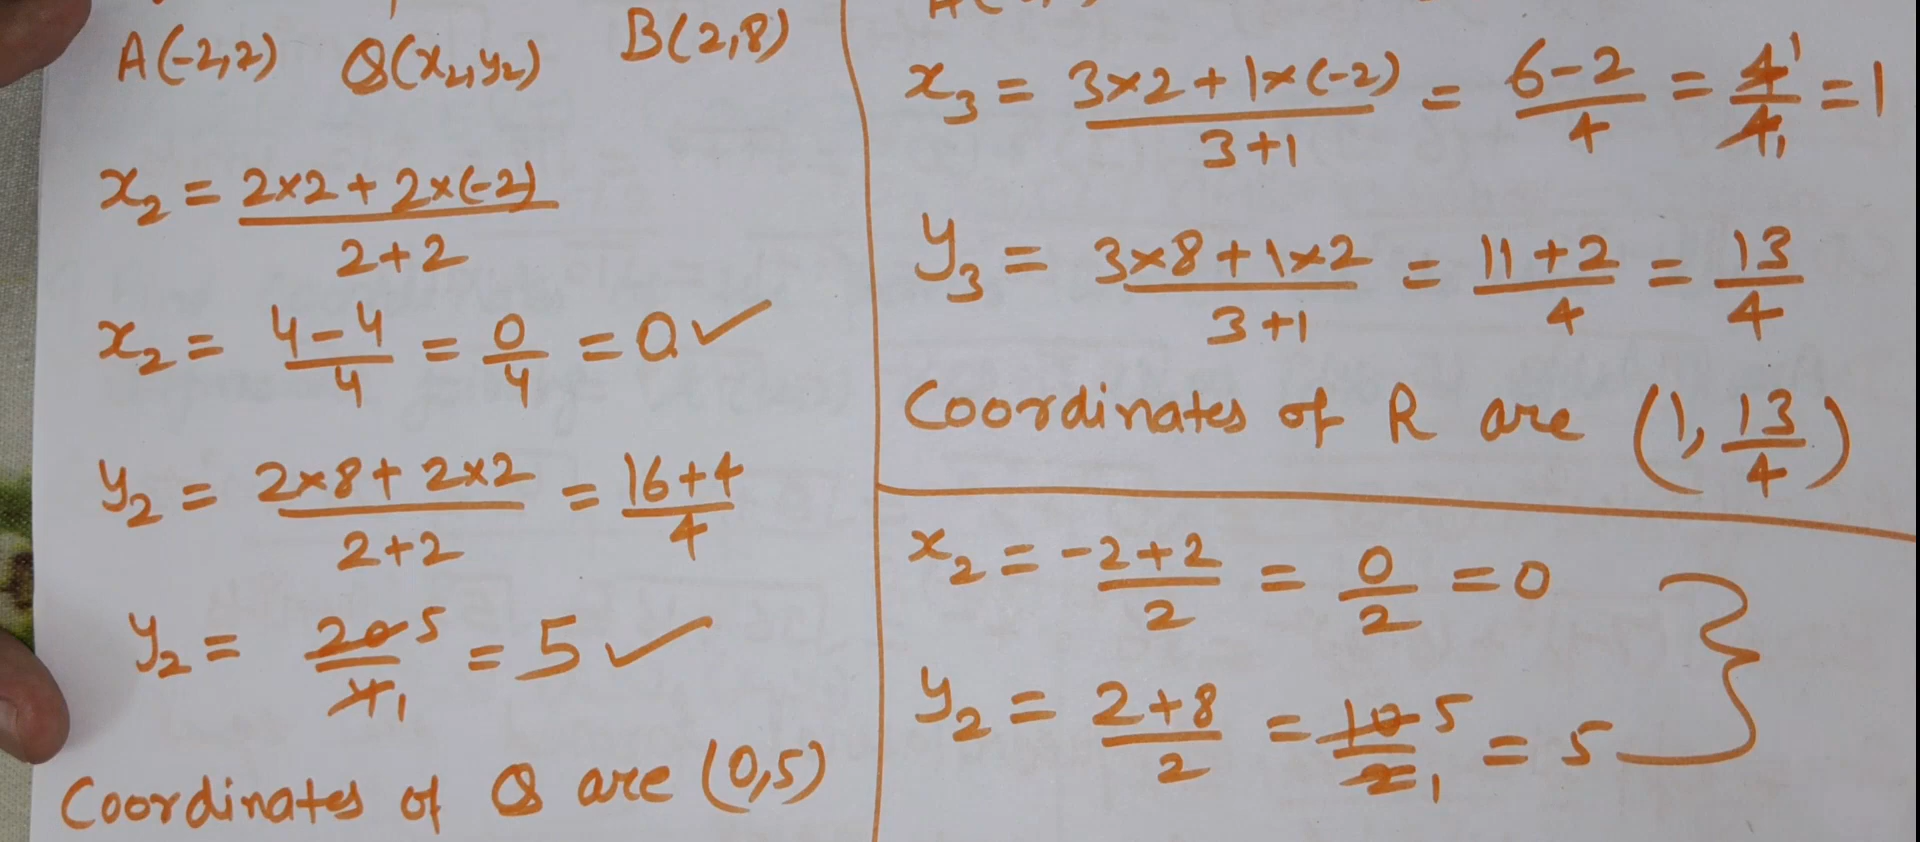 A(-2,2) Q(x₂,y₂) B(2,8)
x₂ = (2×2 + 2×(-2))/(2+2)
x₂ = (4-4)/4 = 0/4 = 0 ✓
y₂ = (2×8 + 2×2)/(2+2) = (16+4)/4
y₂ = 20 5/4 1 = 5 ✓
Coordinates of Q are (0,5)
x₃ = (3×2 + 1×(-2))/(3+1) = (6-2)/4 = 4 1/4 1 = 1
y₃ = (3×8 + 1×2)/(3+1) = (11+2)/4 = 13/4
Coordinates of R are (1, 13/4)
x₂ = (-2+2)/2 = 0/2 = 0
y₂ = (2+8)/2 = 10 5/2 1 = 5